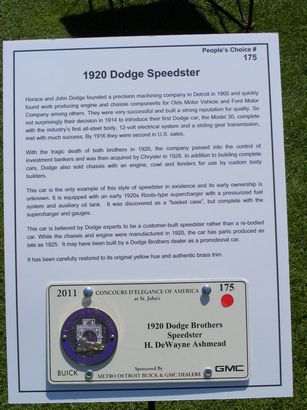 People's Choice #
175
1920 Dodge Speedster
Horace and John Dodge founded a precision machining company in Detroit in 1900 and quickly
found work producing engine and chassis components for Olds Motor Vehicle and Ford Motor
Company among others. They were very successful and built a strong reputation for quality. So
not surprisingly their decision in 1914 to introduce their first Dodge car, the Model 30, complete
with the industry's first all-steel body, 12-volt electrical system and a sliding gear transmission,
met with much success. By 1916 they were second in U.S. sales.
With the tragic death of both brothers in 1920, the company passed into the control of
investment bankers and was then acquired by Chrysler in 1928. In addition to building complete
cars, Dodge also sold chassis with an engine, cowl and fenders for use by custom body
builders.
This car is the only example of this style of speedster in existence and its early ownership is
unknown. It is equipped with an early 1920s Roots-type supercharger with a pressurized fuel
system and auxiliary oil tank. It was discovered as a "basket case", but complete with the
supercharger and gauges.
This car is believed by Dodge experts to be a customer-built speedster rather than a re-bodied
car. While the chassis and engine were manufactured in 1920, the car has parts produced as
late as 1925. It may have been built by a Dodge Brothers dealer as a promotional car.
It has been carefully restored to its original yellow hue and authentic brass trim.
2011 CONCOURS D'ELEGANCE OF AMERICA 175
at St. John's
1920 Dodge Brothers
Speedster
H. DeWayne Ashmead
Sponsored By
BUICK METRO DETROIT BUICK & GMC DEALERS GMC